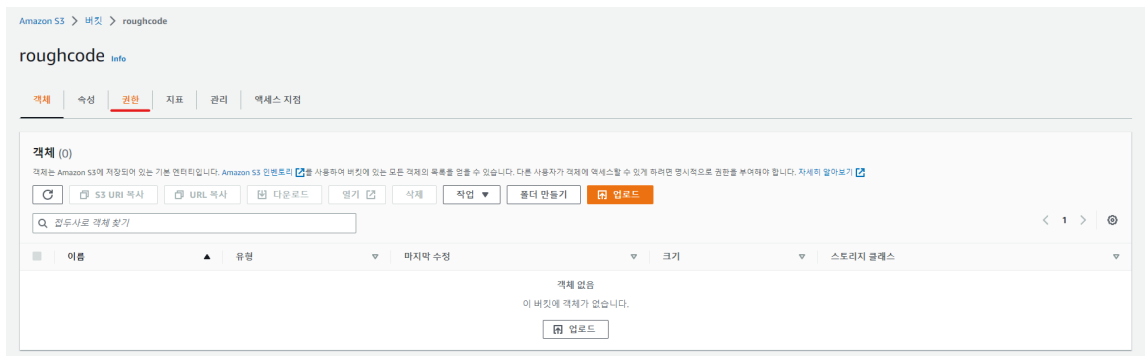 Amazon S3 > 버킷 > roughcode
roughcode Info
객체 속성 권한 지표 관리 액세스 지점
객체 (0)
객체는 Amazon S3에 저장되어 있는 기본 엔터티입니다. Amazon S3 인벤토리를 사용하여 버킷에 있는 모든 객체의 목록을 얻을 수 있습니다. 다른 사용자가 객체에 액세스할 수 있게 하려면 명시적으로 권한을 부여해야 합니다. 자세히 알아보기
S3 URI 복사 URL 복사 다운로드 열기 삭제 작업 폴더 만들기 업로드
접두사로 객체 찾기
< 1 >
이름 유형 마지막 수정 크기 스토리지 클래스
객체 없음
이 버킷에 객체가 없습니다.
업로드